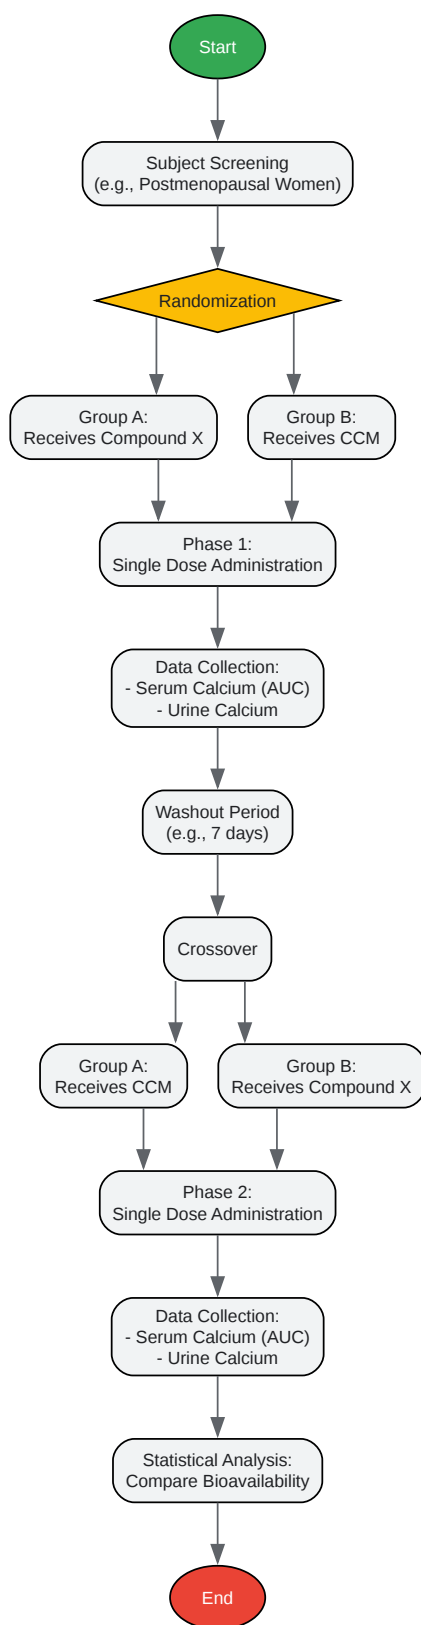 Start
Subject Screening
(e.g., Postmenopausal Women)
Randomization
Group A:
Receives Compound X
Group B:
Receives CCM
Phase 1:
Single Dose Administration
Data Collection:
- Serum Calcium (AUC)
- Urine Calcium
Washout Period
(e.g., 7 days)
Crossover
Group A:
Receives CCM
Group B:
Receives Compound X
Phase 2:
Single Dose Administration
Data Collection:
- Serum Calcium (AUC)
- Urine Calcium
Statistical Analysis:
Compare Bioavailability
End